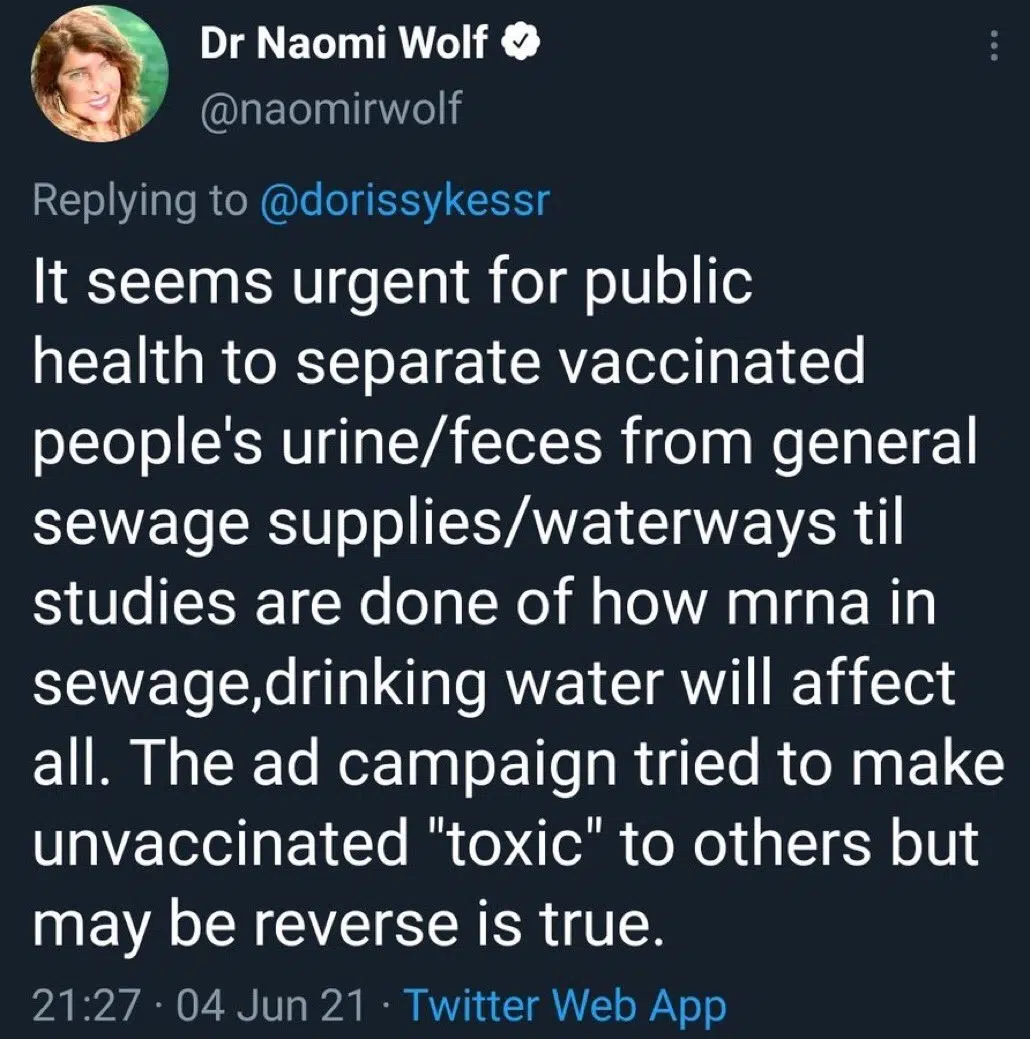 Dr Naomi Wolf
@naomirwolf
Replying to @dorissykessr
It seems urgent for public
health to separate vaccinated
people's urine/feces from general
sewage supplies/waterways til
studies are done of how mrna in
sewage,drinking water will affect
all. The ad campaign tried to make
unvaccinated "toxic" to others but
may be reverse is true.
21:27 · 04 Jun 21 · Twitter Web App